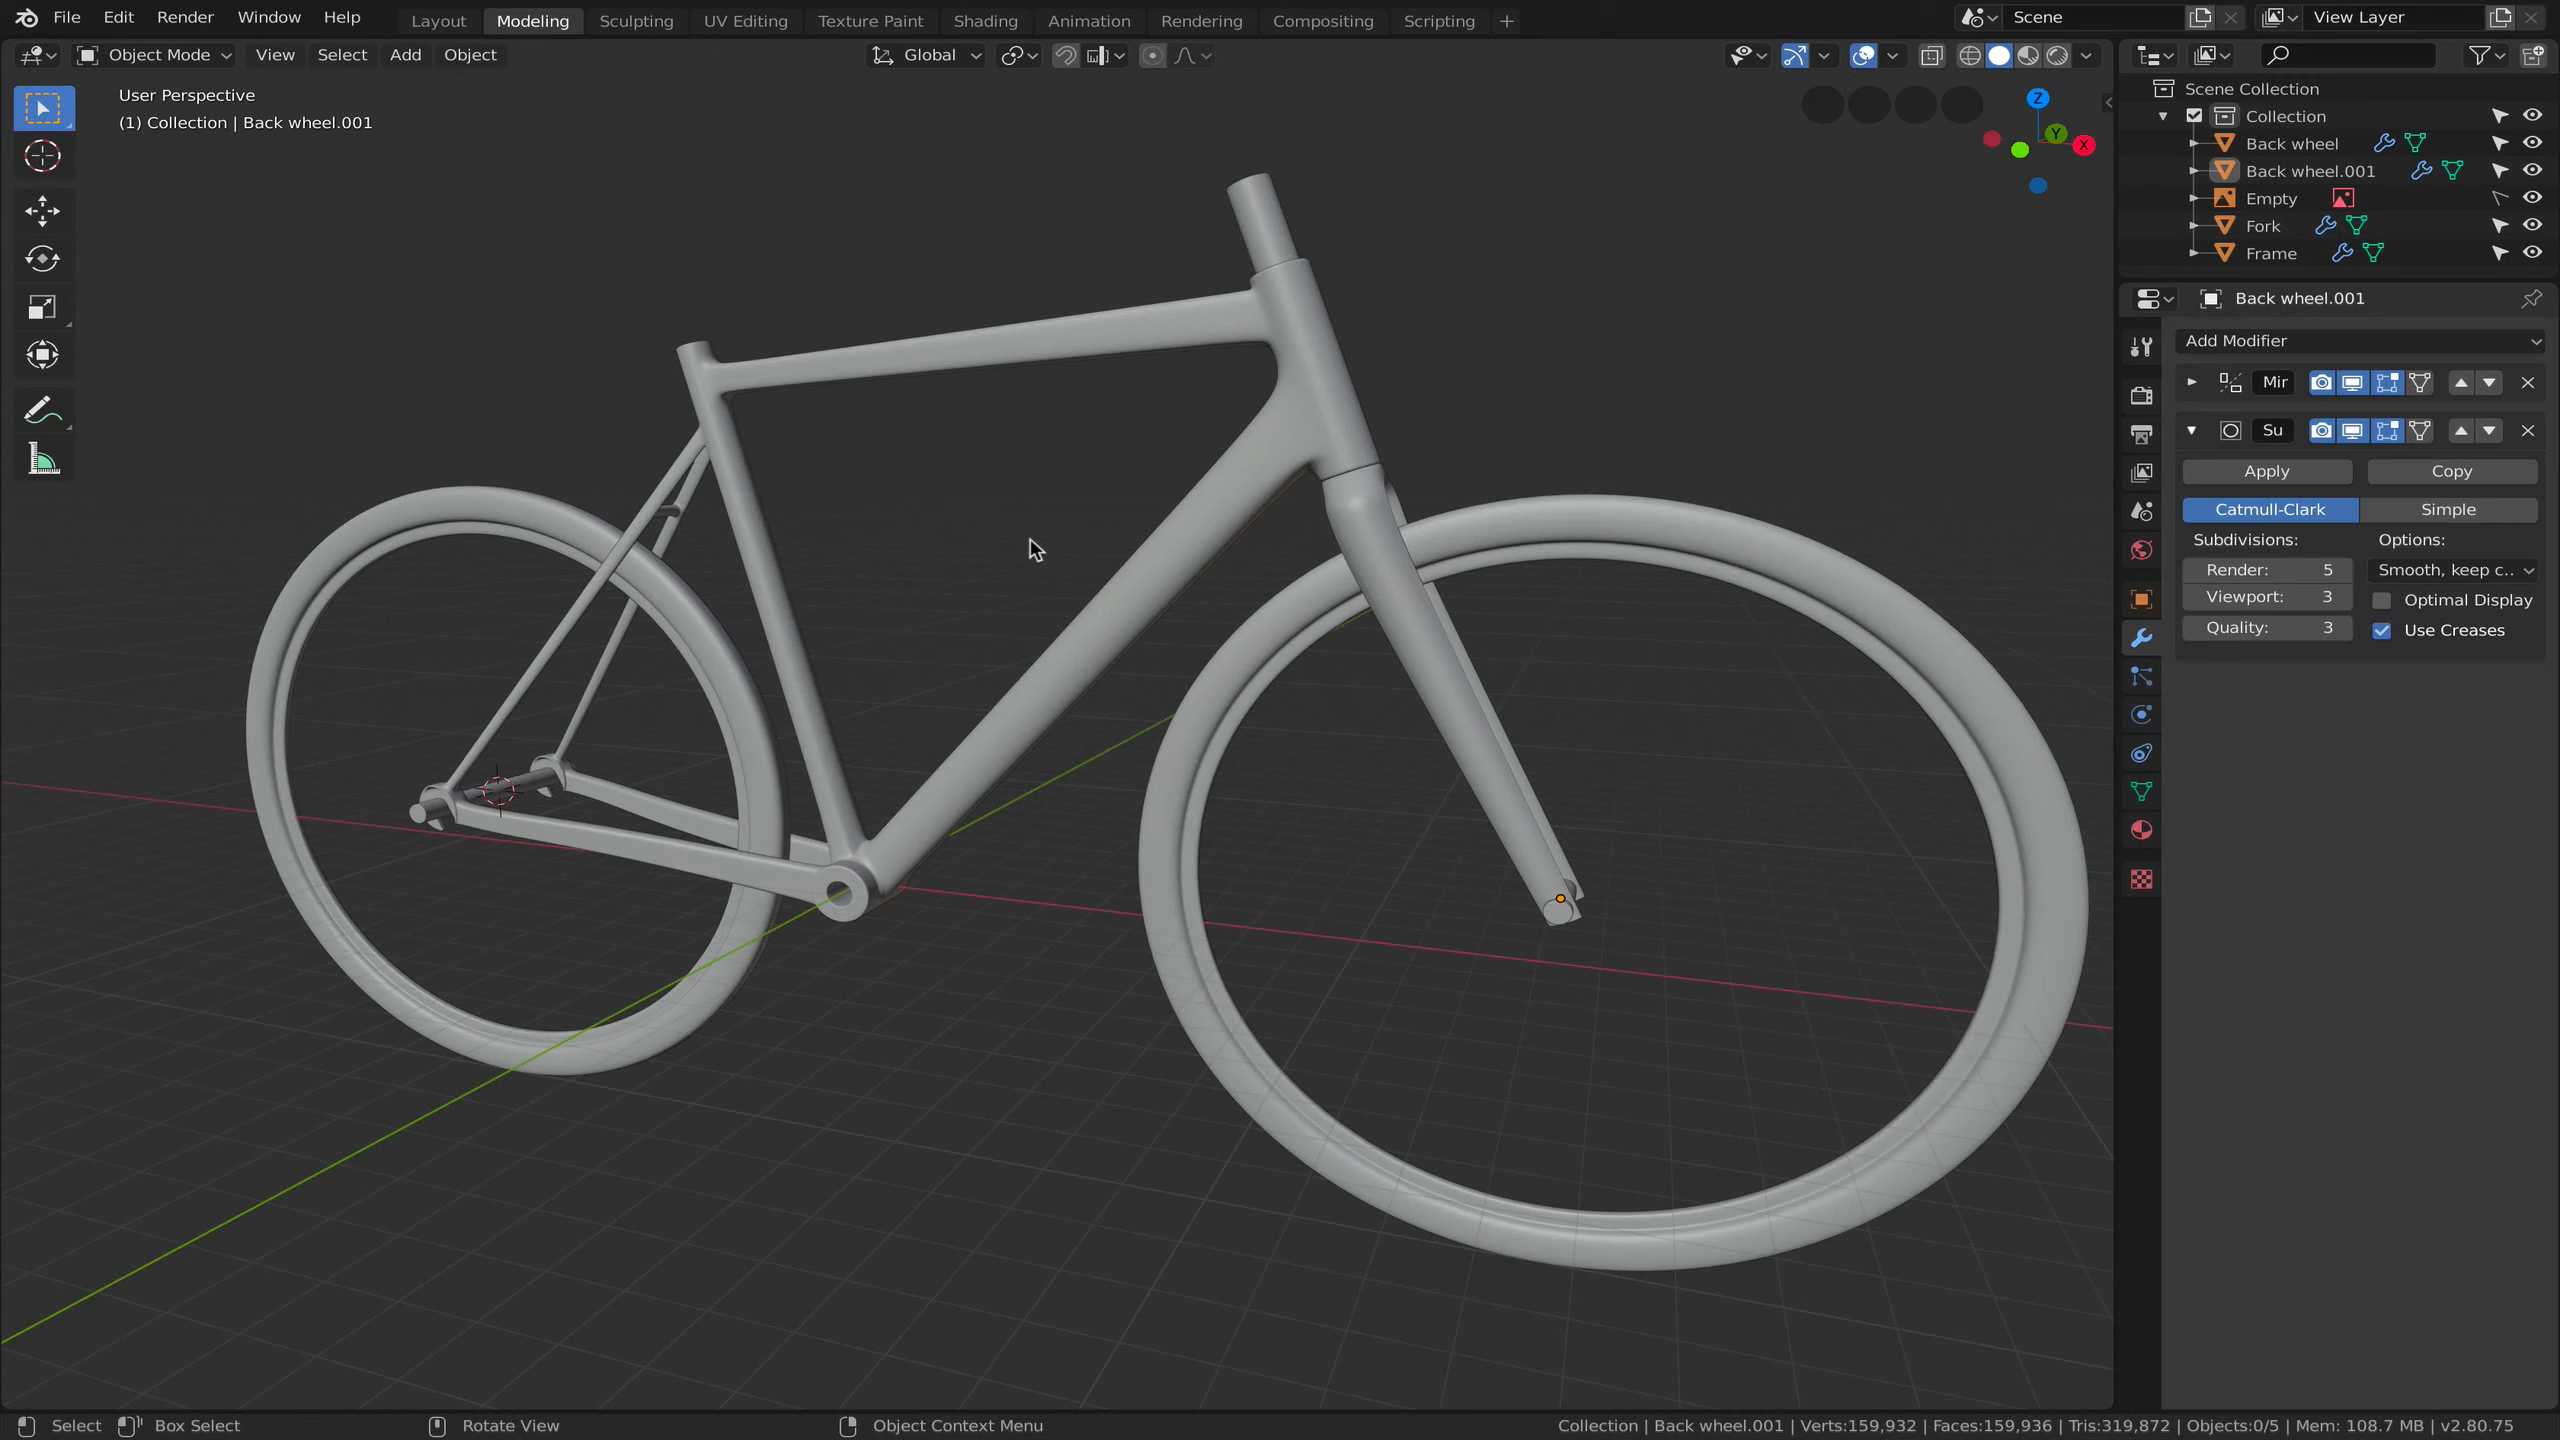 File Edit Render Window Help Layout Modeling Sculpting UV Editing Texture Paint Shading Animation Rendering Compositing Scripting + Scene View Layer
Object Mode View Select Add Object Global
User Perspective
(1) Collection | Back wheel.001
Z
Y
X
Scene Collection
Collection
Back wheel
Back wheel.001
Empty
Fork
Frame
Back wheel.001
Add Modifier
Mir
Su
Apply Copy
Catmull-Clark Simple
Subdivisions: Options:
Render: 5 Smooth, keep c..
Viewport: 3 Optimal Display
Quality: 3 Use Creases
Select Box Select Rotate View Object Context Menu Collection | Back wheel.001 | Verts:159,932 | Faces:159,936 | Tris:319,872 | Objects:0/5 | Mem: 108.7 MB | v2.80.75